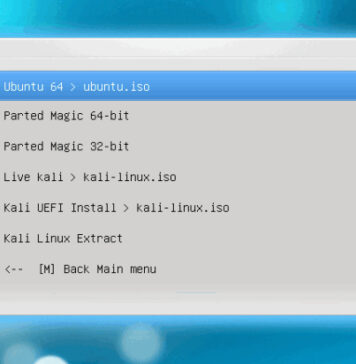 Ubuntu 64 > ubuntu.iso
Parted Magic 64-bit
Parted Magic 32-bit
Live kali > kali-linux.iso
Kali UEFI Install > kali-linux.iso
Kali Linux Extract
<-- [M] Back Main menu